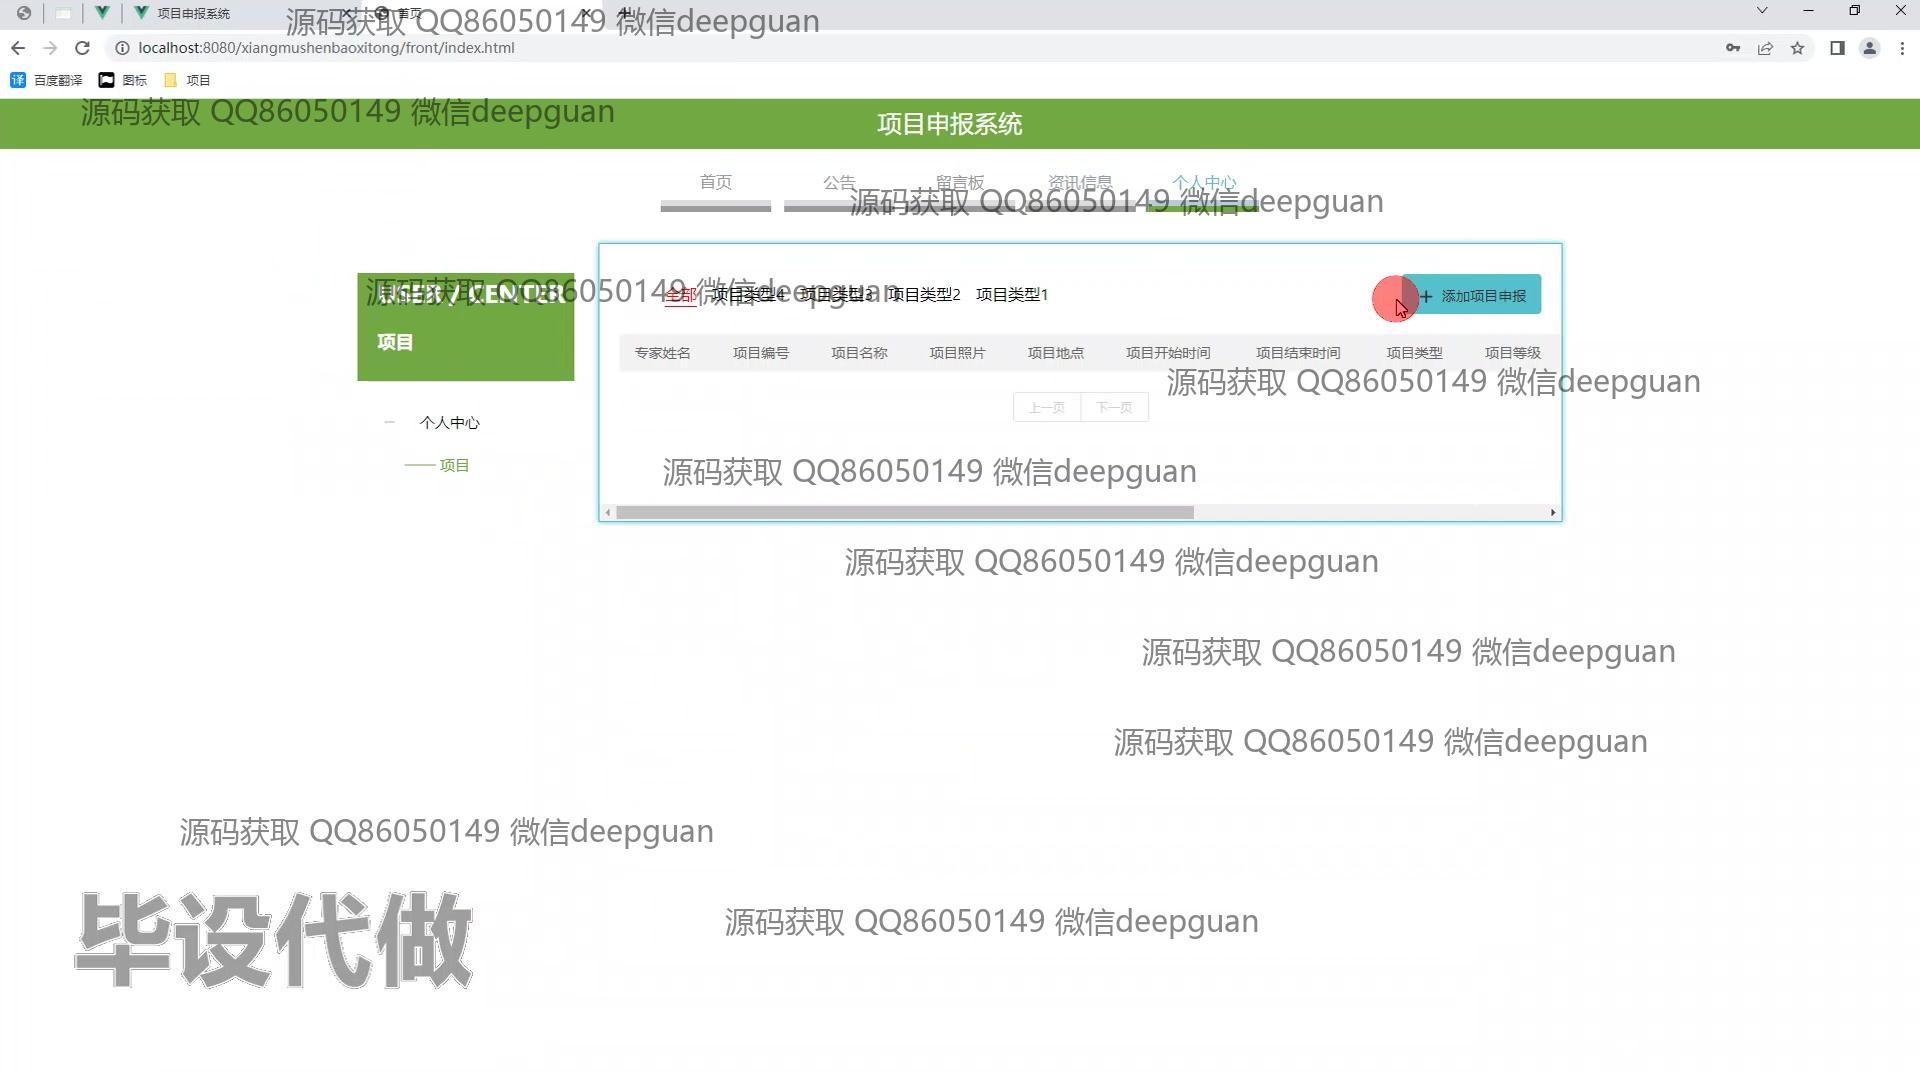 项目申报系统
首页
源码获取 QQ86050149 微信deepguan
localhost:8080/xiangmushenbaoxitong/front/index.html
译 百度翻译 图标 项目
源码获取 QQ86050149 微信deepguan
项目申报系统
首页 公告 留言板 资讯信息 个人中心
源码获取 QQ86050149 微信deepguan
USER / CENTER
源码获取 QQ86050149 微信deepguan
全部 项目类型4 项目类型3 项目类型2 项目类型1
+ 添加项目申报
项目
专家姓名 项目编号 项目名称 项目照片 项目地点 项目开始时间 项目结束时间 项目类型 项目等级
源码获取 QQ86050149 微信deepguan
上一页 下一页
个人中心
项目
源码获取 QQ86050149 微信deepguan
源码获取 QQ86050149 微信deepguan
源码获取 QQ86050149 微信deepguan
源码获取 QQ86050149 微信deepguan
源码获取 QQ86050149 微信deepguan
毕设代做
源码获取 QQ86050149 微信deepguan